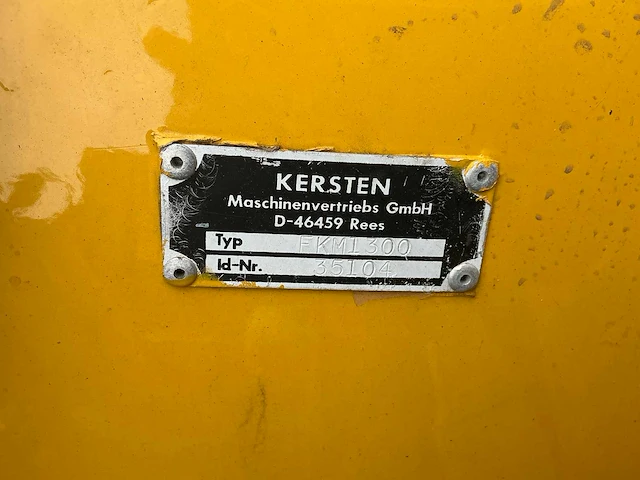 KERSTEN
Maschinenvertriebs GmbH
D-46459 Rees
Typ FKM1300
Id-Nr. 35104